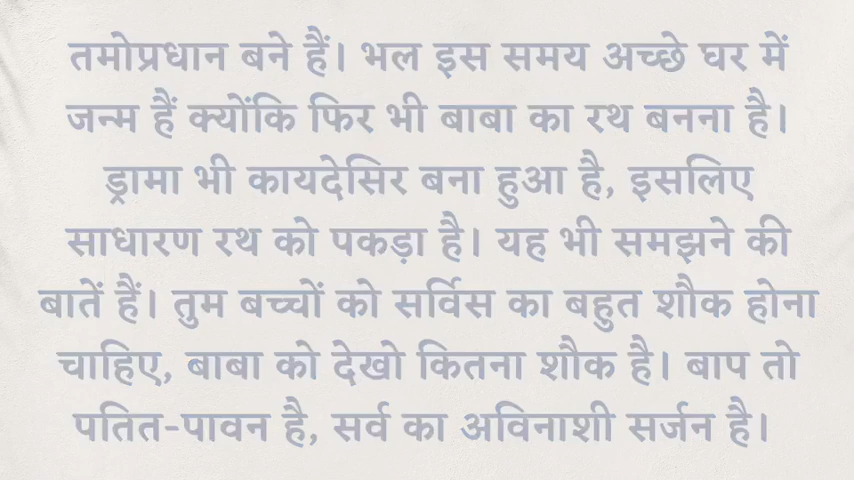 तमोप्रधान बने हैं। भल इस समय अच्छे घर में
जन्म हैं क्योंकि फिर भी बाबा का रथ बनना है।
ड्रामा भी कायदेसिर बना हुआ है, इसलिए
साधारण रथ को पकड़ा है। यह भी समझने की
बातें हैं। तुम बच्चों को सर्विस का बहुत शौक होना
चाहिए, बाबा को देखो कितना शौक है। बाप तो
पतित-पावन है, सर्व का अविनाशी सर्जन है।